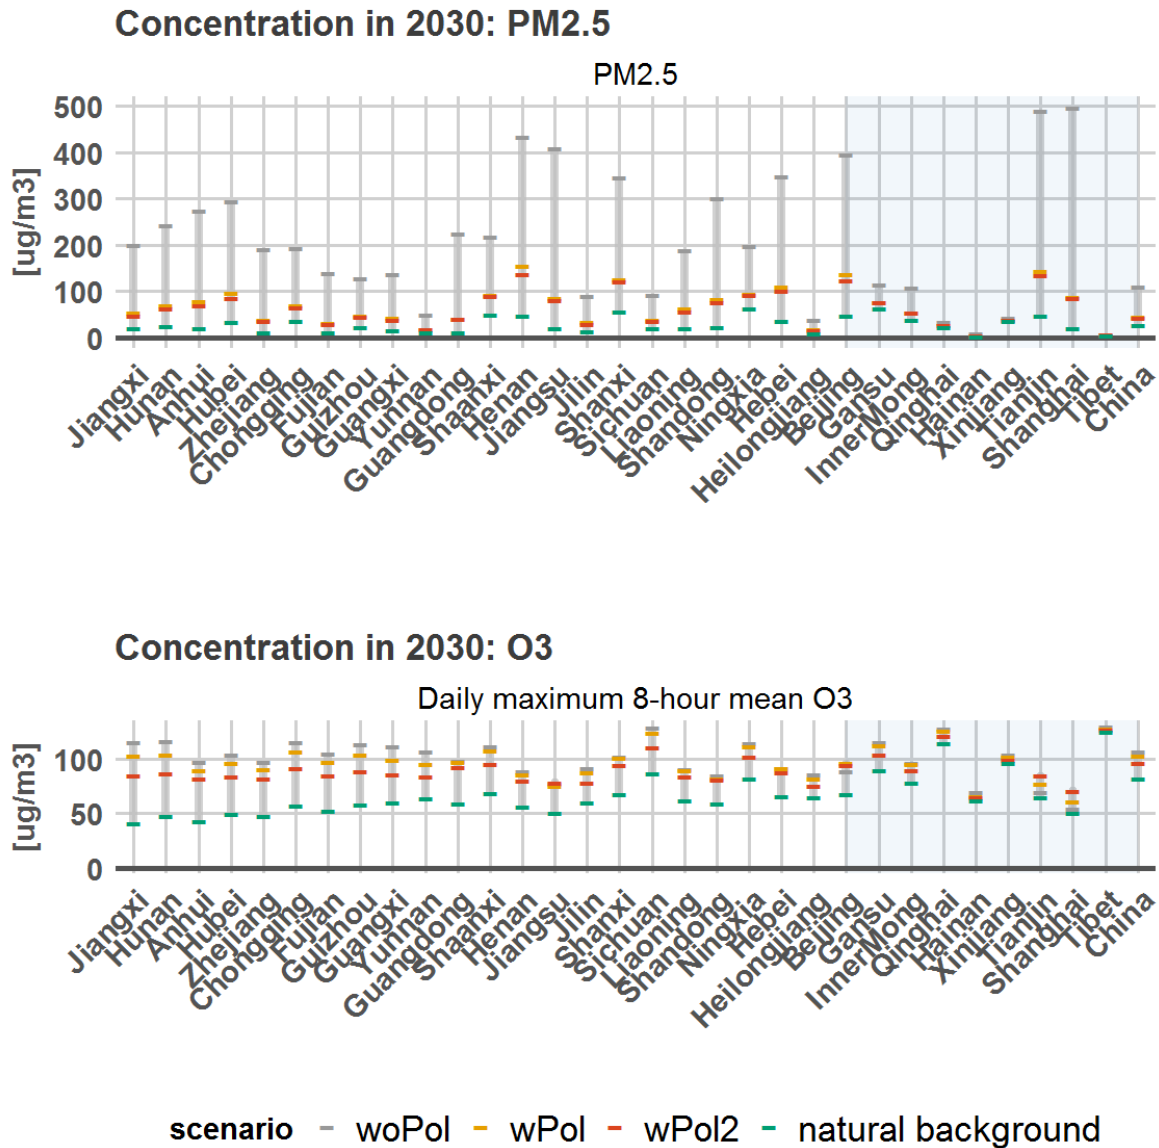 Concentration in 2030: PM2.5
PM2.5
[ug/m3]
500
400
300
200
100
0
Jiangxi
Hunan
Anhui
Hubei
Zhejiang
Chongqing
Fujian
Guizhou
Guangxi
Yunnan
Guangdong
Shaanxi
Henan
Jiangsu
Jilin
Shanxi
Sichuan
Liaoning
Shandong
Ningxia
Hebei
Heilongjiang
Beijing
Gansu
InnerMong
Qinghai
Hainan
Xinjiang
Tianjin
Shanghai
Tibet
China
Concentration in 2030: O3
Daily maximum 8-hour mean O3
[ug/m3]
100
50
0
Jiangxi
Hunan
Anhui
Hubei
Zhejiang
Chongqing
Fujian
Guizhou
Guangxi
Yunnan
Guangdong
Shaanxi
Henan
Jiangsu
Jilin
Shanxi
Sichuan
Liaoning
Shandong
Ningxia
Hebei
Heilongjiang
Beijing
Gansu
InnerMong
Qinghai
Hainan
Xinjiang
Tianjin
Shanghai
Tibet
China
scenario woPol wPol wPol2 natural background